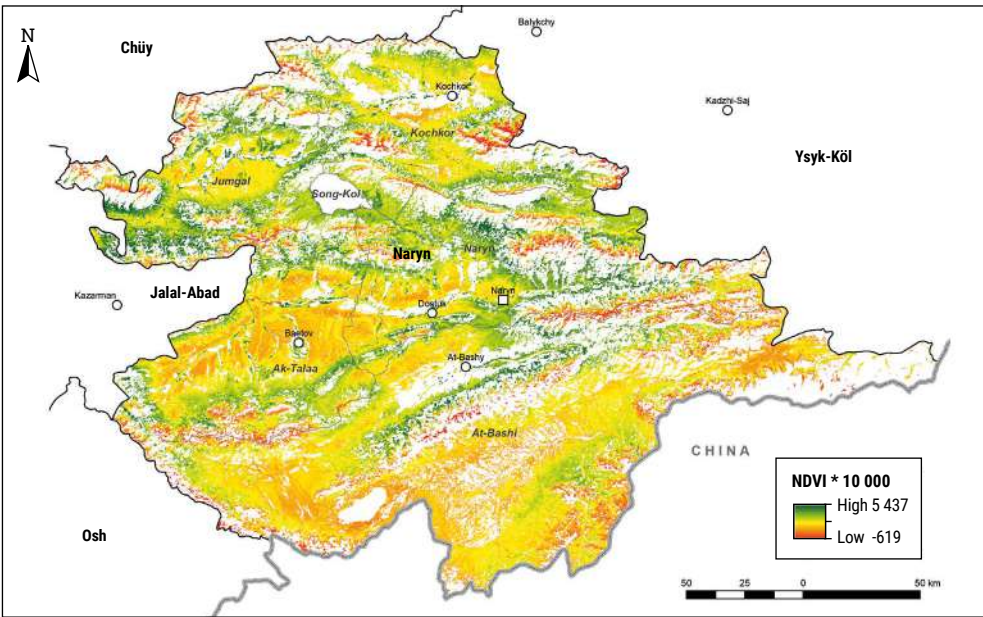 N
Chüy
Balykchy
Kochkor
Kadzhi-Saj
Kochkor
Ysyk-Köl
Jumgal
Song-Kol
Naryn
Naryn
Jalal-Abad
Kazarman
Naryn
Dostuk
Baetov
At-Bashy
Ak-Talaa
At-Bashi
CHINA
Osh
NDVI * 10 000
High 5 437
Low -619
50 25 0 50 km